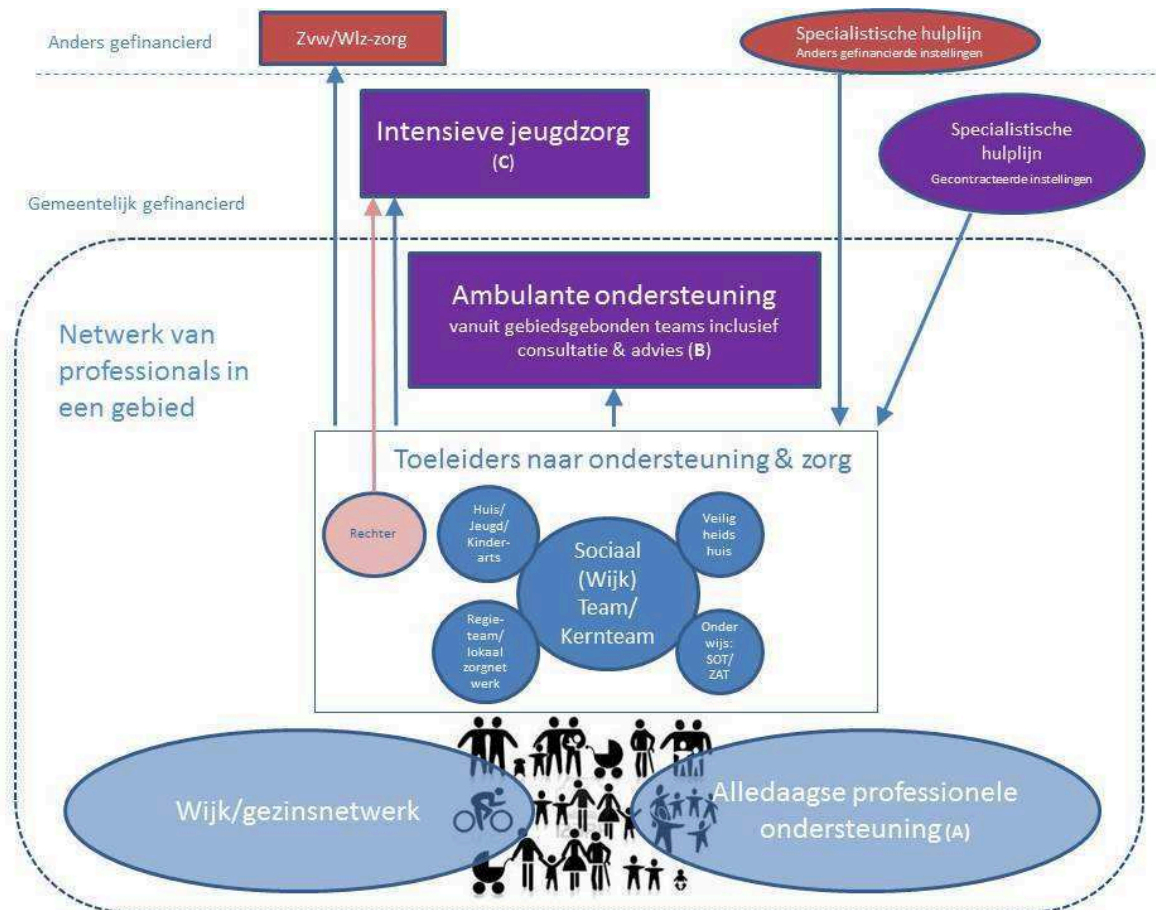 Anders gefinancierd
Zvw/Wlz-zorg
Specialistische hulplijn
Anders gefinancierde instellingen
Intensieve jeugdzorg
(C)
Specialistische
hulplijn
Gecontracteerde instellingen
Gemeentelijk gefinancierd
Ambulante ondersteuning
vanuit gebiedsgebonden teams inclusief
consultatie & advies (B)
Netwerk van
professionals in
een gebied
Toeleiders naar ondersteuning & zorg
Rechter
Huis/
Jeugd/
Kinder-
arts
Sociaal
(Wijk)
Team/
Kernteam
Veilig
heids
huis
Regie-
team/
lokaal
zorgnet
werk
Onder
wijs:
SOT/
ZAT
Wijk/gezinsnetwerk
Alledaagse professionele
ondersteuning (A)